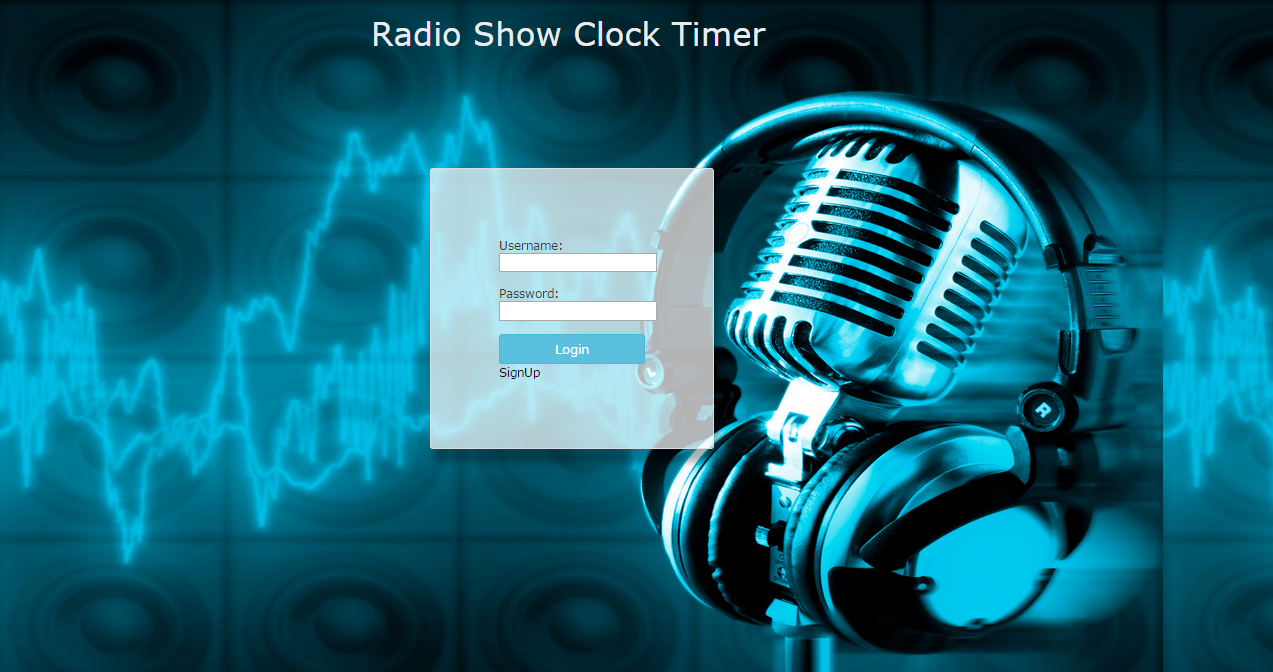 Radio Show Clock Timer
Username:
Password:
Login
SignUp
L
R